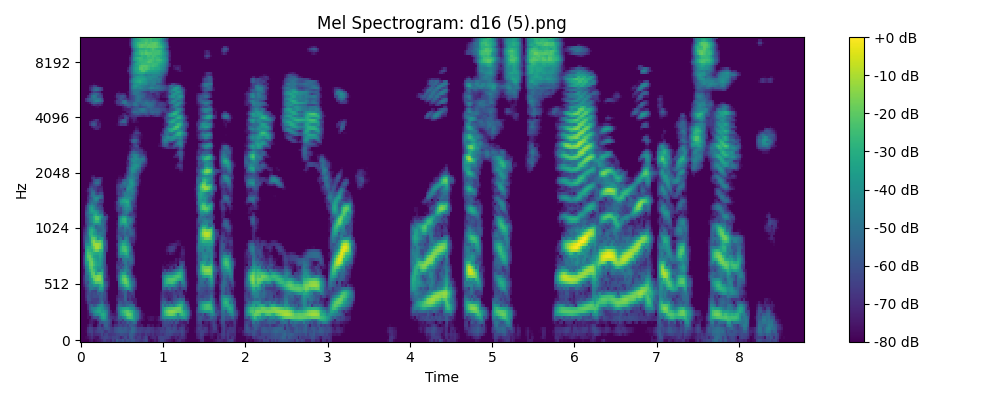 Mel Spectrogram: d16 (5).png
8192
4096
2048
1024
512
0
Hz
0 1 2 3 4 5 6 7 8
Time
+0 dB
-10 dB
-20 dB
-30 dB
-40 dB
-50 dB
-60 dB
-70 dB
-80 dB